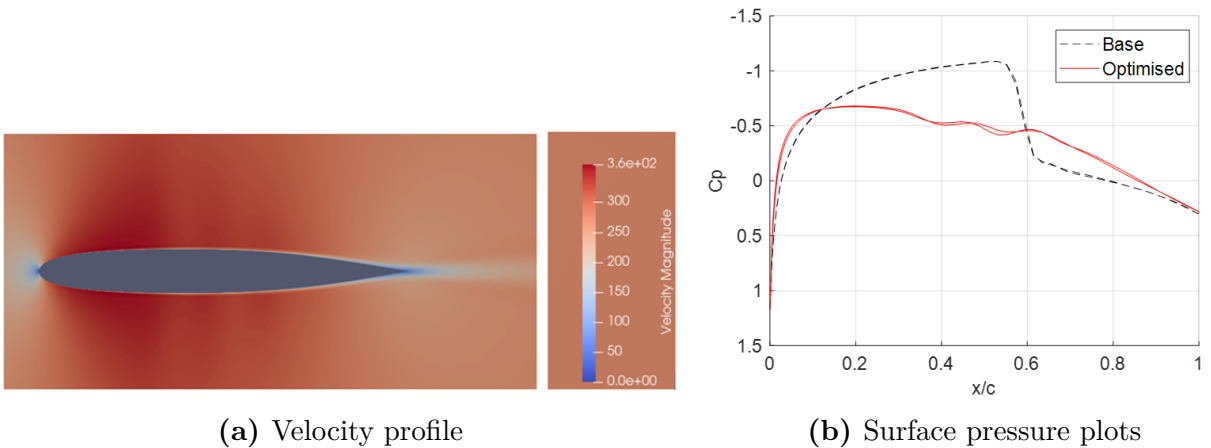 3.6e+02
300
200
150
100
50
0.0e+00
Velocity Magnitude
-1.5
-1
-0.5
0
0.5
1
1.5
Cp
0
0.2
0.4
0.6
0.8
1
x/c
Base
Optimised
(a) Velocity profile
(b) Surface pressure plots